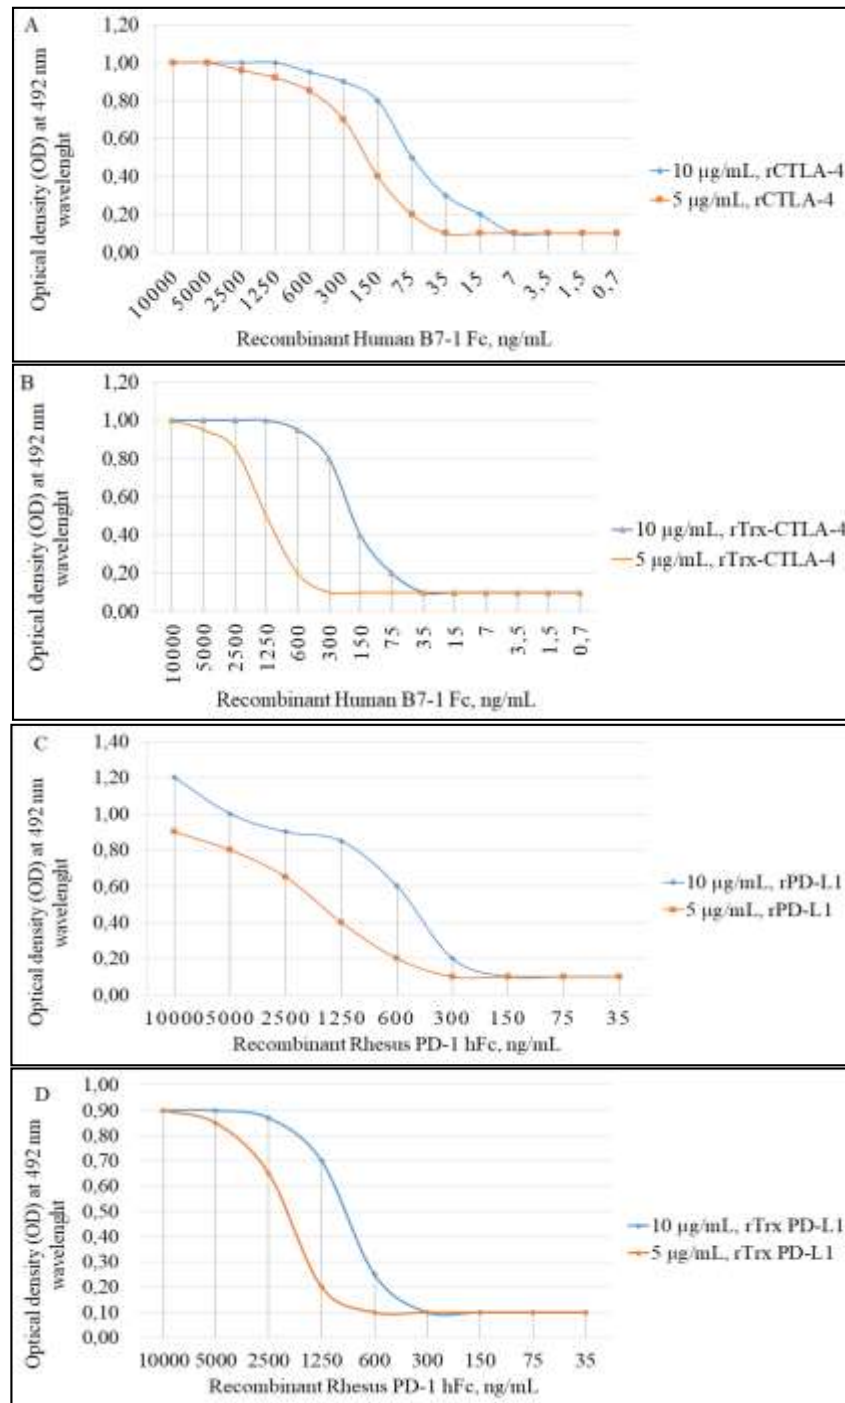 A
1,20
1,00
0,80
0,60
0,40
0,20
0,00
Optical density (OD) at 492 nm
wavelenght
10000
5000
2500
1250
600
300
150
75
35
15
7
3,5
1,5
0,7
Recombinant Human B7-1 Fc, ng/mL
10 µg/mL, rCTLA-4
5 µg/mL, rCTLA-4
B
1,20
1,00
0,80
0,60
0,40
0,20
0,00
Optical density (OD) at 492 nm
wavelenght
10000
5000
2500
1250
600
300
150
75
35
15
7
3,5
1,5
0,7
Recombinant Human B7-1 Fc, ng/mL
10 µg/mL, rTrx-CTLA-4
5 µg/mL, rTrx-CTLA-4
C
1,40
1,20
1,00
0,80
0,60
0,40
0,20
0,00
Optical density (OD) at 492 nm
wavelenght
10000 5000 2500 1250 600 300 150 75 35
Recombinant Rhesus PD-1 hFc, ng/mL
10 µg/mL, rPD-L1
5 µg/mL, rPD-L1
D
1,00
0,90
0,80
0,70
0,60
0,50
0,40
0,30
0,20
0,10
0,00
Optical density (OD) at 492 nm
wavelenght
10000 5000 2500 1250 600 300 150 75 35
Recombinant Rhesus PD-1 hFc, ng/mL
10 µg/mL, rTrx PD-L1
5 µg/mL, rTrx PD-L1